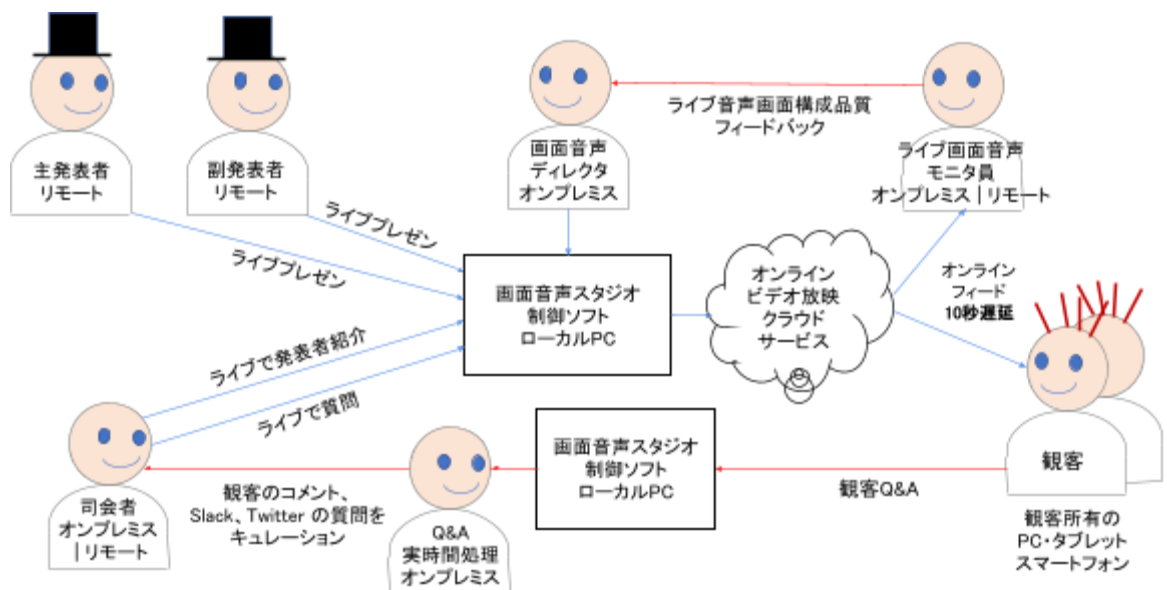 主発表者
リモート
副発表者
リモート
画面音声
ディレクタ
オンプレミス
ライブ音声画面構成品質
フィードバック
ライブ画面音声
モニタ員
オンプレミス | リモート
ライブプレゼン
ライブプレゼン
画面音声スタジオ
制御ソフト
ローカルPC
オンライン
ビデオ放映
クラウド
サービス
オンライン
フィード
10秒遅延
ライブで発表者紹介
ライブで質問
司会者
オンプレミス
| リモート
観客のコメント、
Slack、Twitter の質問を
キュレーション
Q&A
実時間処理
オンプレミス
画面音声スタジオ
制御ソフト
ローカルPC
観客Q&A
観客
観客所有の
PC・タブレット
スマートフォン